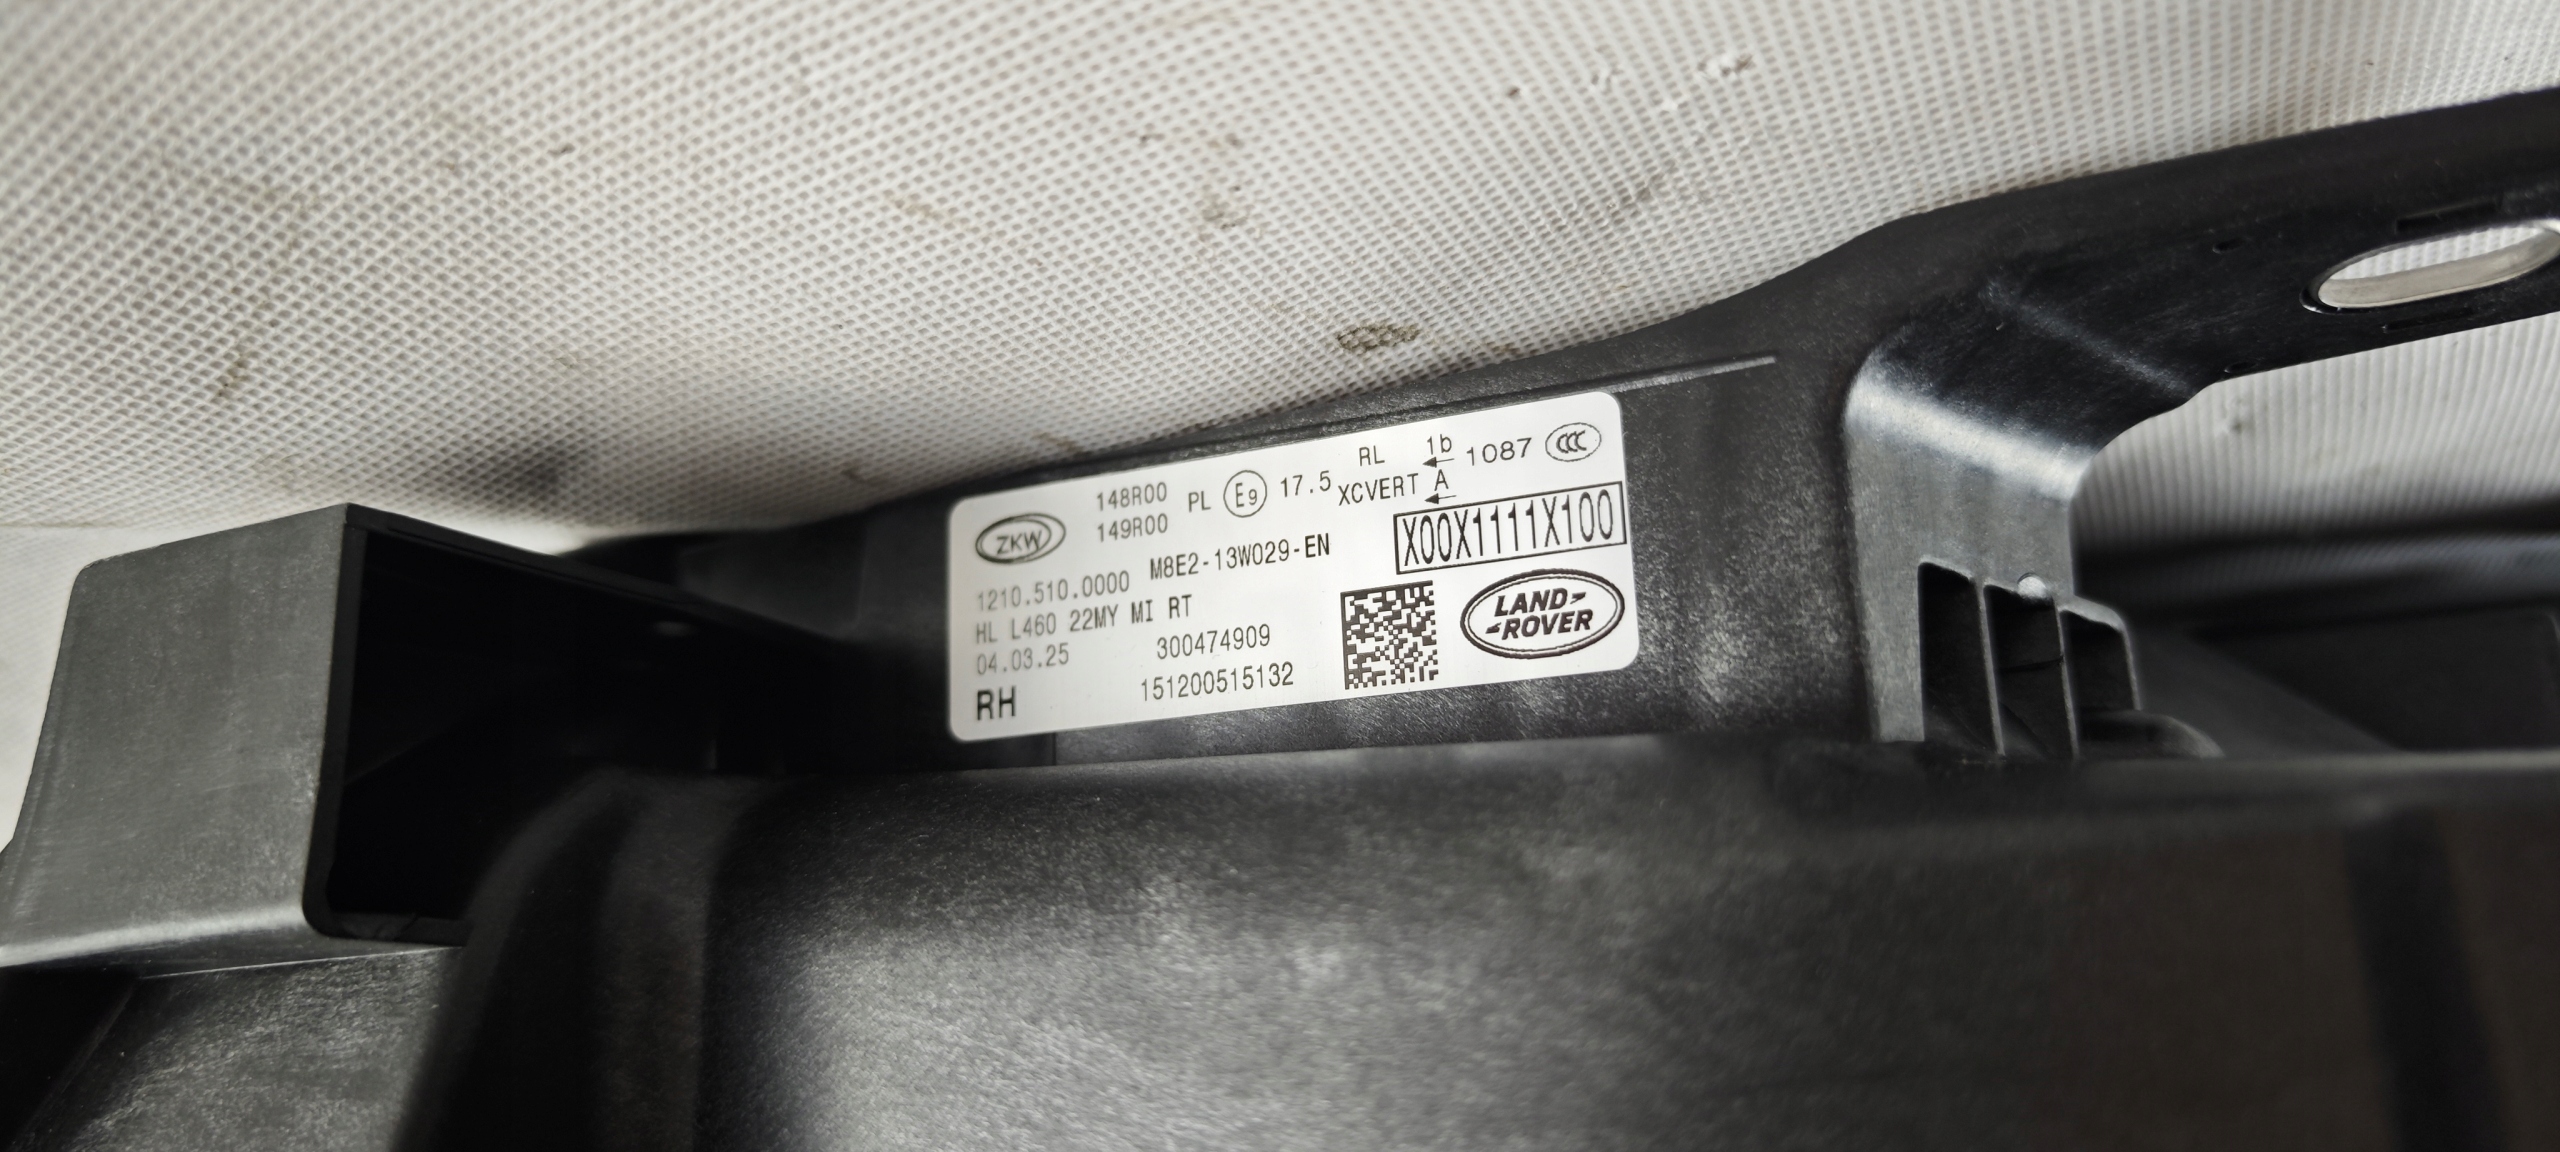 ZKW
148R00 PL E9 17.5 RL 1b 1087 CCC
149R00 XCVERT A
M8E2-13W029-EN X00X1111X100
1210.510.0000
HL L460 22MY MI RT
04.03.25 300474909
RH 151200515132
LAND-
-ROVER